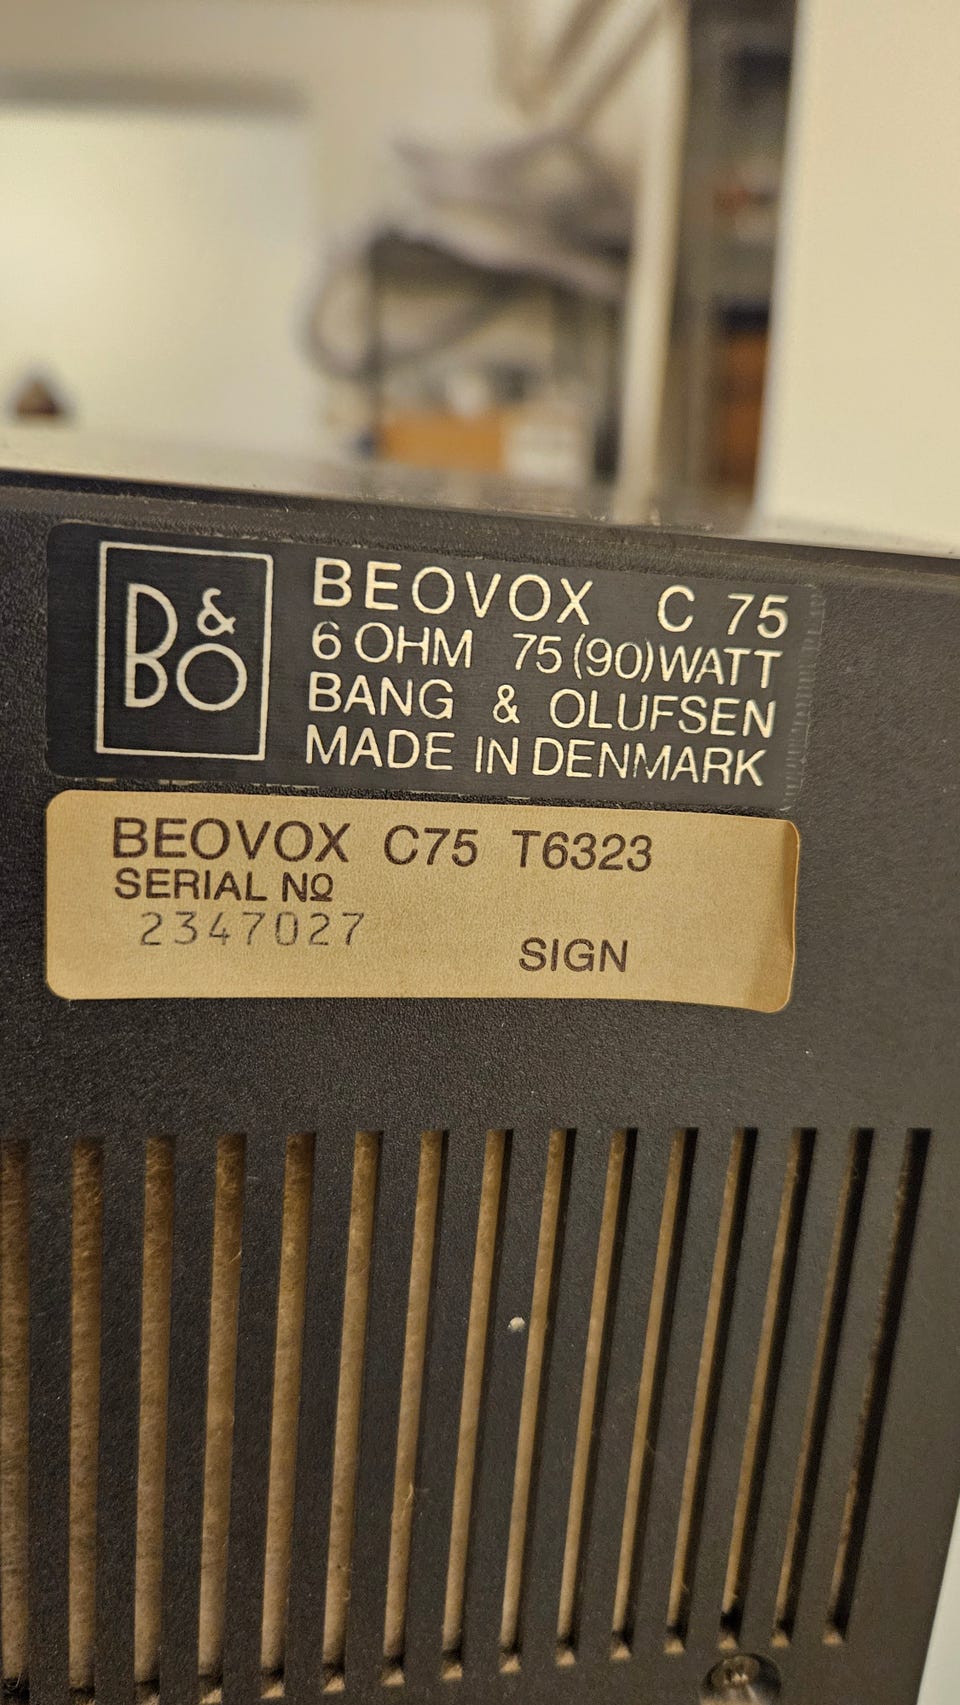 B&O
BEOVOX C 75
6 OHM 75(90)WATT
BANG & OLUFSEN
MADE IN DENMARK
BEOVOX C75 T6323
SERIAL Nº
2347027
SIGN